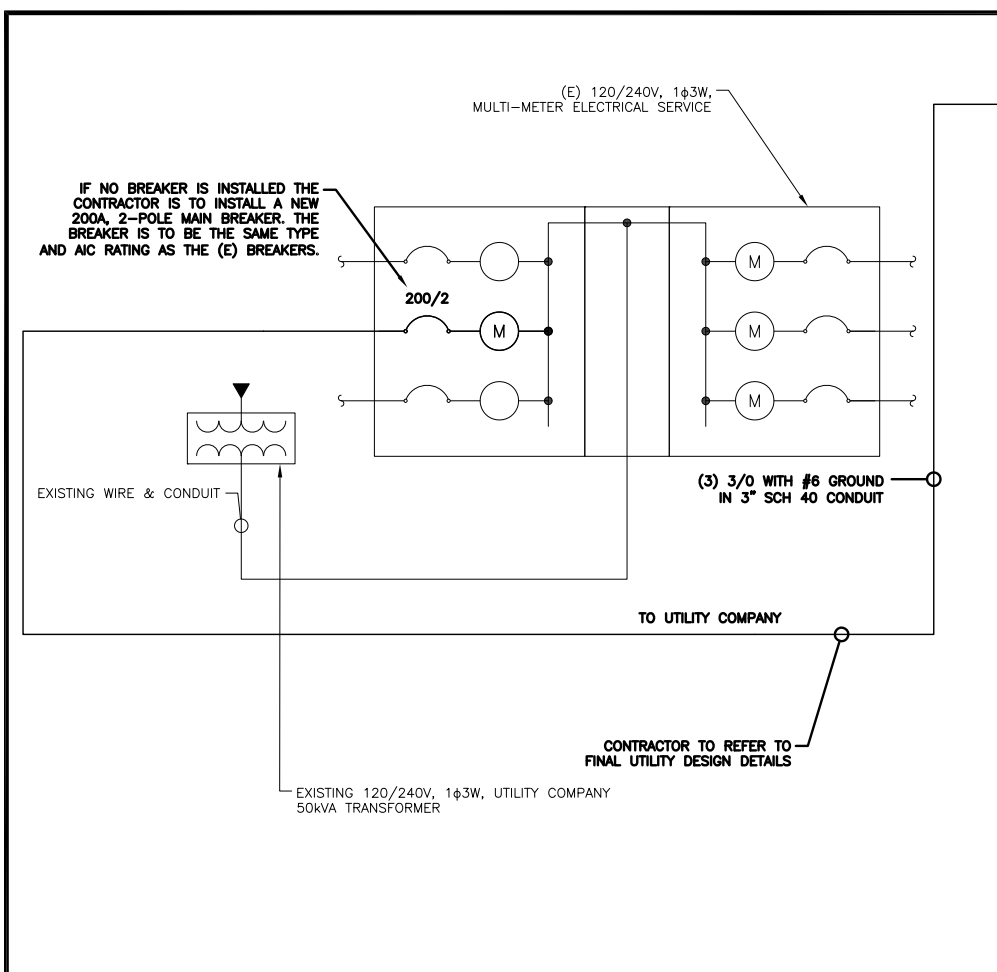 (E) 120/240V, 1ϕ3W,
MULTI-METER ELECTRICAL SERVICE
IF NO BREAKER IS INSTALLED THE
CONTRACTOR IS TO INSTALL A NEW
200A, 2-POLE MAIN BREAKER. THE
BREAKER IS TO BE THE SAME TYPE
AND AIC RATING AS THE (E) BREAKERS.
M
200/2
M
M
M
(3) 3/0 WITH #6 GROUND
IN 3" SCH 40 CONDUIT
EXISTING WIRE & CONDUIT
TO UTILITY COMPANY
CONTRACTOR TO REFER TO
FINAL UTILITY DESIGN DETAILS
EXISTING 120/240V, 1ϕ3W, UTILITY COMPANY
50kVA TRANSFORMER